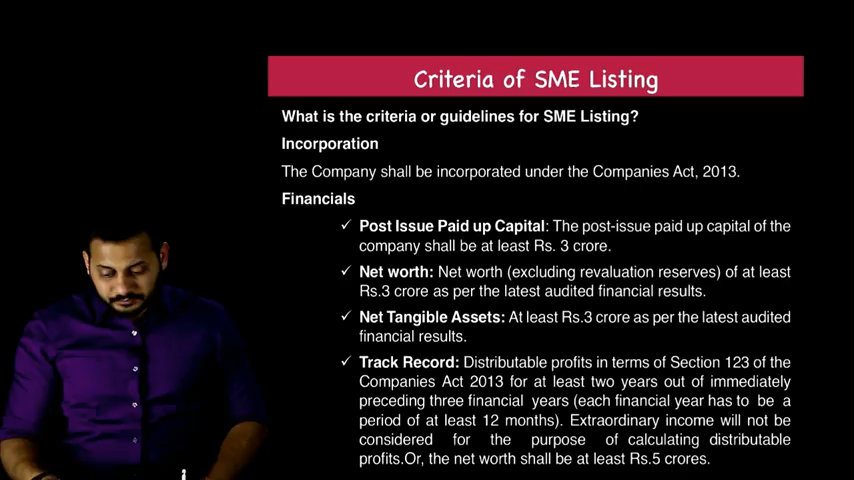 Criteria of SME Listing
What is the criteria or guidelines for SME Listing?
Incorporation
The Company shall be incorporated under the Companies Act, 2013.
Financials
✓ Post Issue Paid up Capital: The post-issue paid up capital of the
company shall be at least Rs. 3 crore.
✓ Net worth: Net worth (excluding revaluation reserves) of at least
Rs.3 crore as per the latest audited financial results.
✓ Net Tangible Assets: At least Rs.3 crore as per the latest audited
financial results.
✓ Track Record: Distributable profits in terms of Section 123 of the
Companies Act 2013 for at least two years out of immediately
preceding three financial years (each financial year has to be a
period of at least 12 months). Extraordinary income will not be
considered for the purpose of calculating distributable
profits.Or, the net worth shall be at least Rs.5 crores.